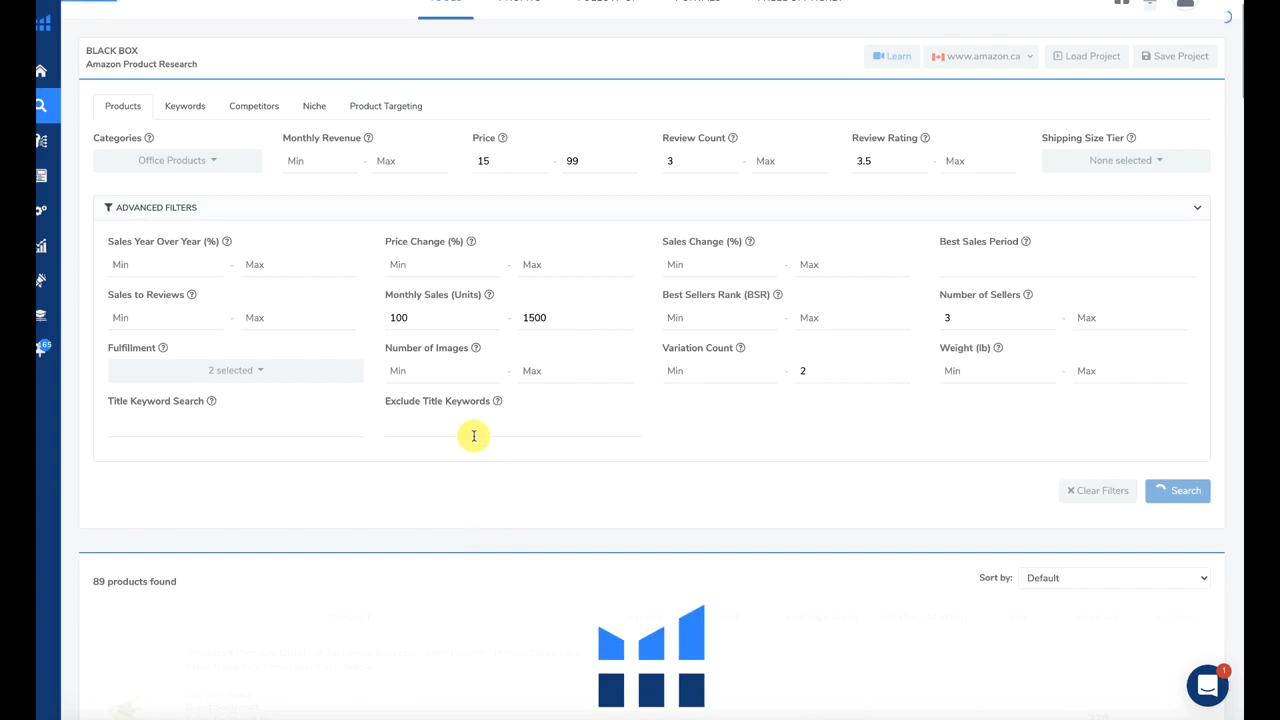 BLACK BOX
Amazon Product Research
Learn
www.amazon.ca
Load Project
Save Project
Products
Keywords
Competitors
Niche
Product Targeting
Categories
Monthly Revenue
Price
Review Count
Review Rating
Shipping Size Tier
Office Products
Min - Max
15 - 99
3 - Max
3.5 - Max
None selected
ADVANCED FILTERS
Sales Year Over Year (%)
Price Change (%)
Sales Change (%)
Best Sales Period
Min - Max
Min - Max
Min - Max
Sales to Reviews
Monthly Sales (Units)
Best Sellers Rank (BSR)
Number of Sellers
Min - Max
100 - 1500
Min - Max
3 - Max
Fulfillment
Number of Images
Variation Count
Weight (lb)
2 selected
Min - Max
Min - 2
Min - Max
Title Keyword Search
Exclude Title Keywords
Clear Filters
Search
89 products found
Sort by:
Default
65
1